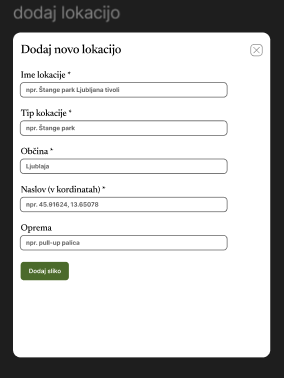 dodaj lokacijo
Dodaj novo lokacijo
Ime lokacije *
npr. Štange park Ljubljana tivoli
Tip kokacije *
npr. Štange park
Občina *
Ljublaja
Naslov (v kordinatah) *
npr. 45.91624, 13.65078
Oprema
npr. pull-up palica
Dodaj sliko